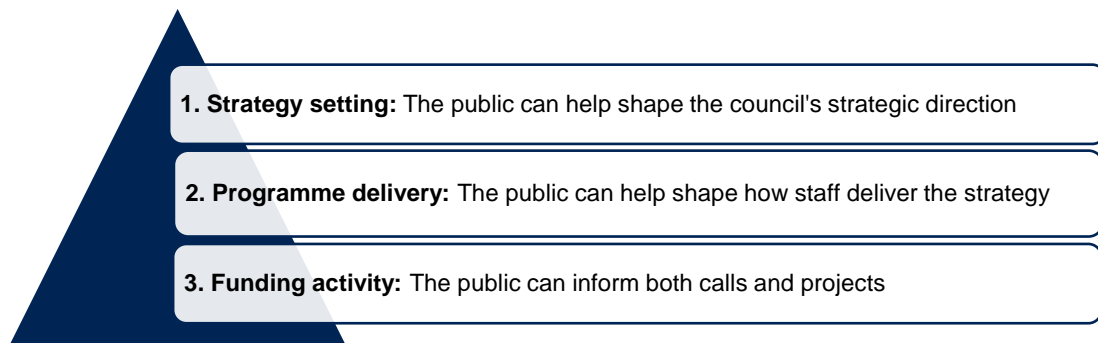 1. Strategy setting: The public can help shape the council's strategic direction
2. Programme delivery: The public can help shape how staff deliver the strategy
3. Funding activity: The public can inform both calls and projects